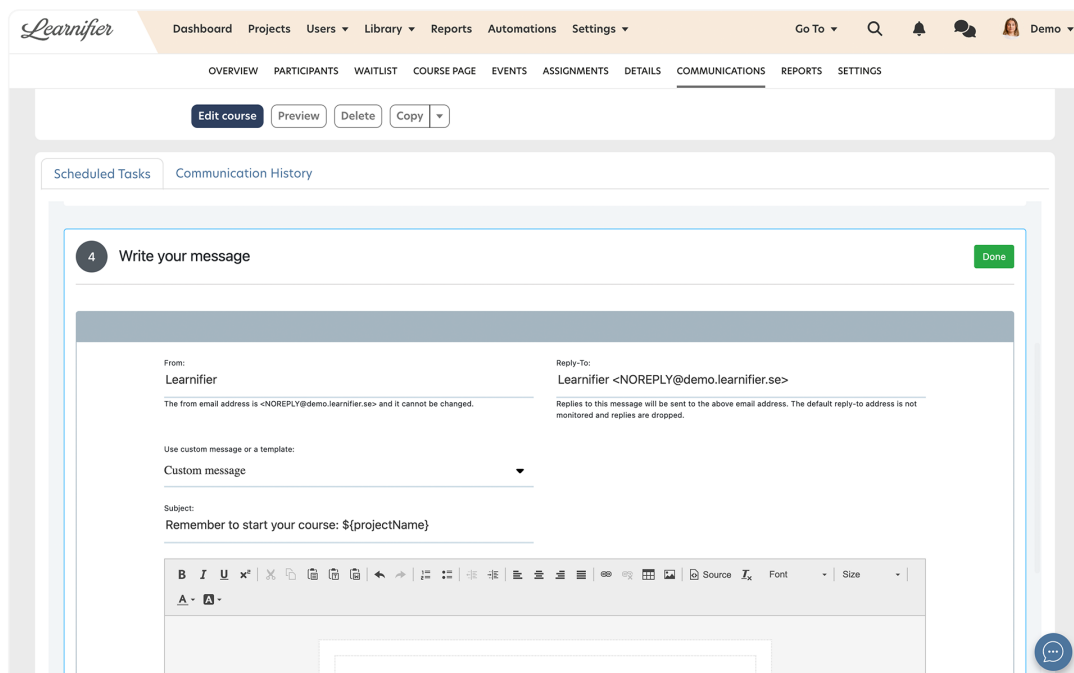 Learnifier
Dashboard Projects Users Library Reports Automations Settings Go To Demo
OVERVIEW PARTICIPANTS WAITLIST COURSE PAGE EVENTS ASSIGNMENTS DETAILS COMMUNICATIONS REPORTS SETTINGS
Edit course Preview Delete Copy
Scheduled Tasks Communication History
4 Write your message Done
From:
Learnifier
The from email address is <NOREPLY@demo.learnifier.se> and it cannot be changed.
Reply-To:
Learnifier <NOREPLY@demo.learnifier.se>
Replies to this message will be sent to the above email address. The default reply-to address is not
monitored and replies are dropped.
Use custom message or a template:
Custom message
Subject:
Remember to start your course: ${projectName}
B I U x² Source Tx Font Size
A A